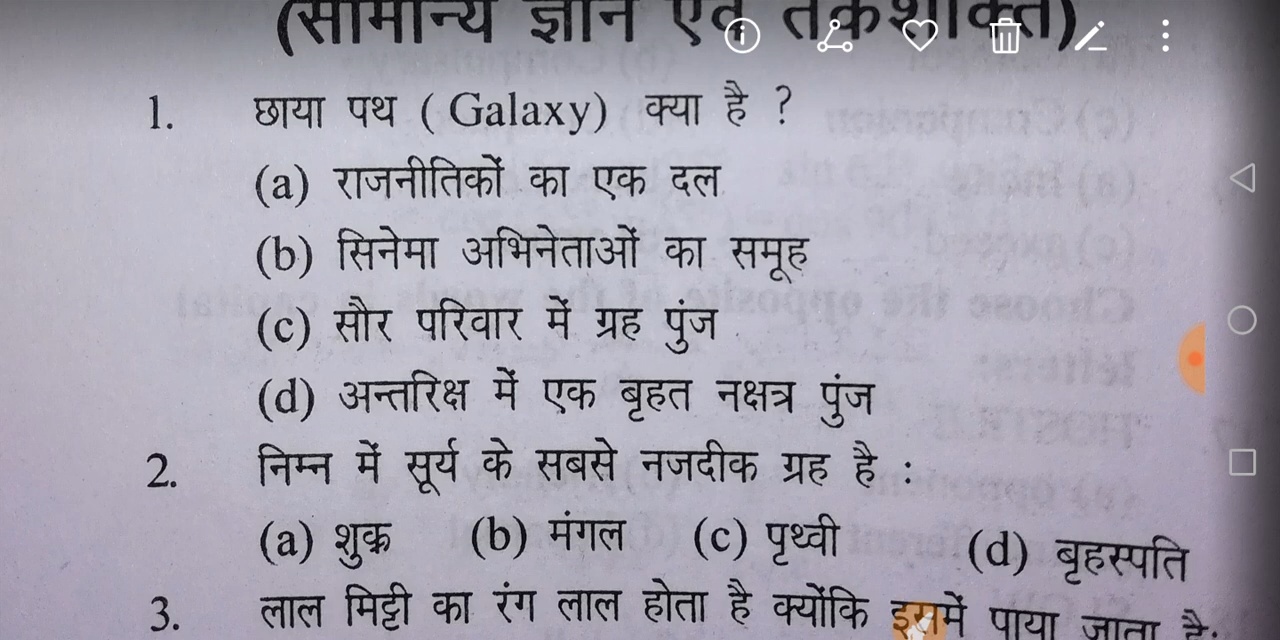 (सामान्य ज्ञान एवं तर्कशक्ति)
1. छाया पथ ( Galaxy) क्या है ?
(a) राजनीतिकों का एक दल
(b) सिनेमा अभिनेताओं का समूह
(c) सौर परिवार में ग्रह पुंज
(d) अन्तरिक्ष में एक बृहत नक्षत्र पुंज
2. निम्न में सूर्य के सबसे नजदीक ग्रह है :
(a) शुक्र (b) मंगल (c) पृथ्वी (d) बृहस्पति
3. लाल मिट्टी का रंग लाल होता है क्योंकि इसमें पाया जाता है